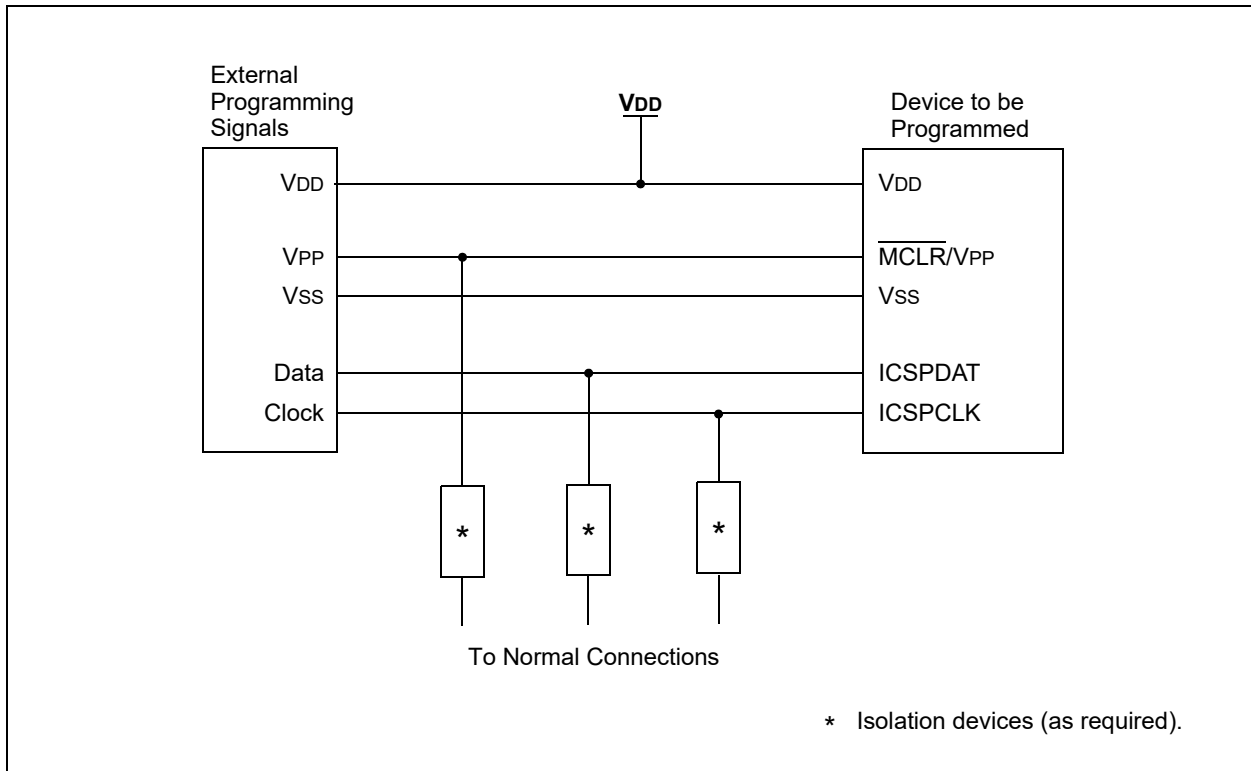 External
Programming
Signals
VDD
Device to be
Programmed
VDD
VDD
VPP
MCLR/VPP
VSS
VSS
Data
ICSPDAT
Clock
ICSPCLK
* * *
To Normal Connections
* Isolation devices (as required).